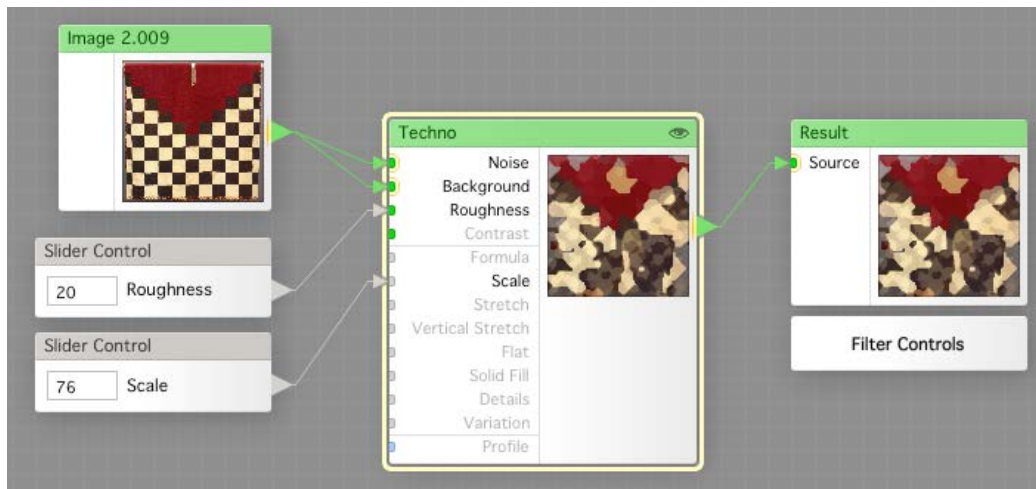 Image 2.009
Slider Control
20 Roughness
Slider Control
76 Scale
Techno
Noise
Background
Roughness
Contrast
Formula
Scale
Stretch
Vertical Stretch
Flat
Solid Fill
Details
Variation
Profile
Result
Source
Filter Controls